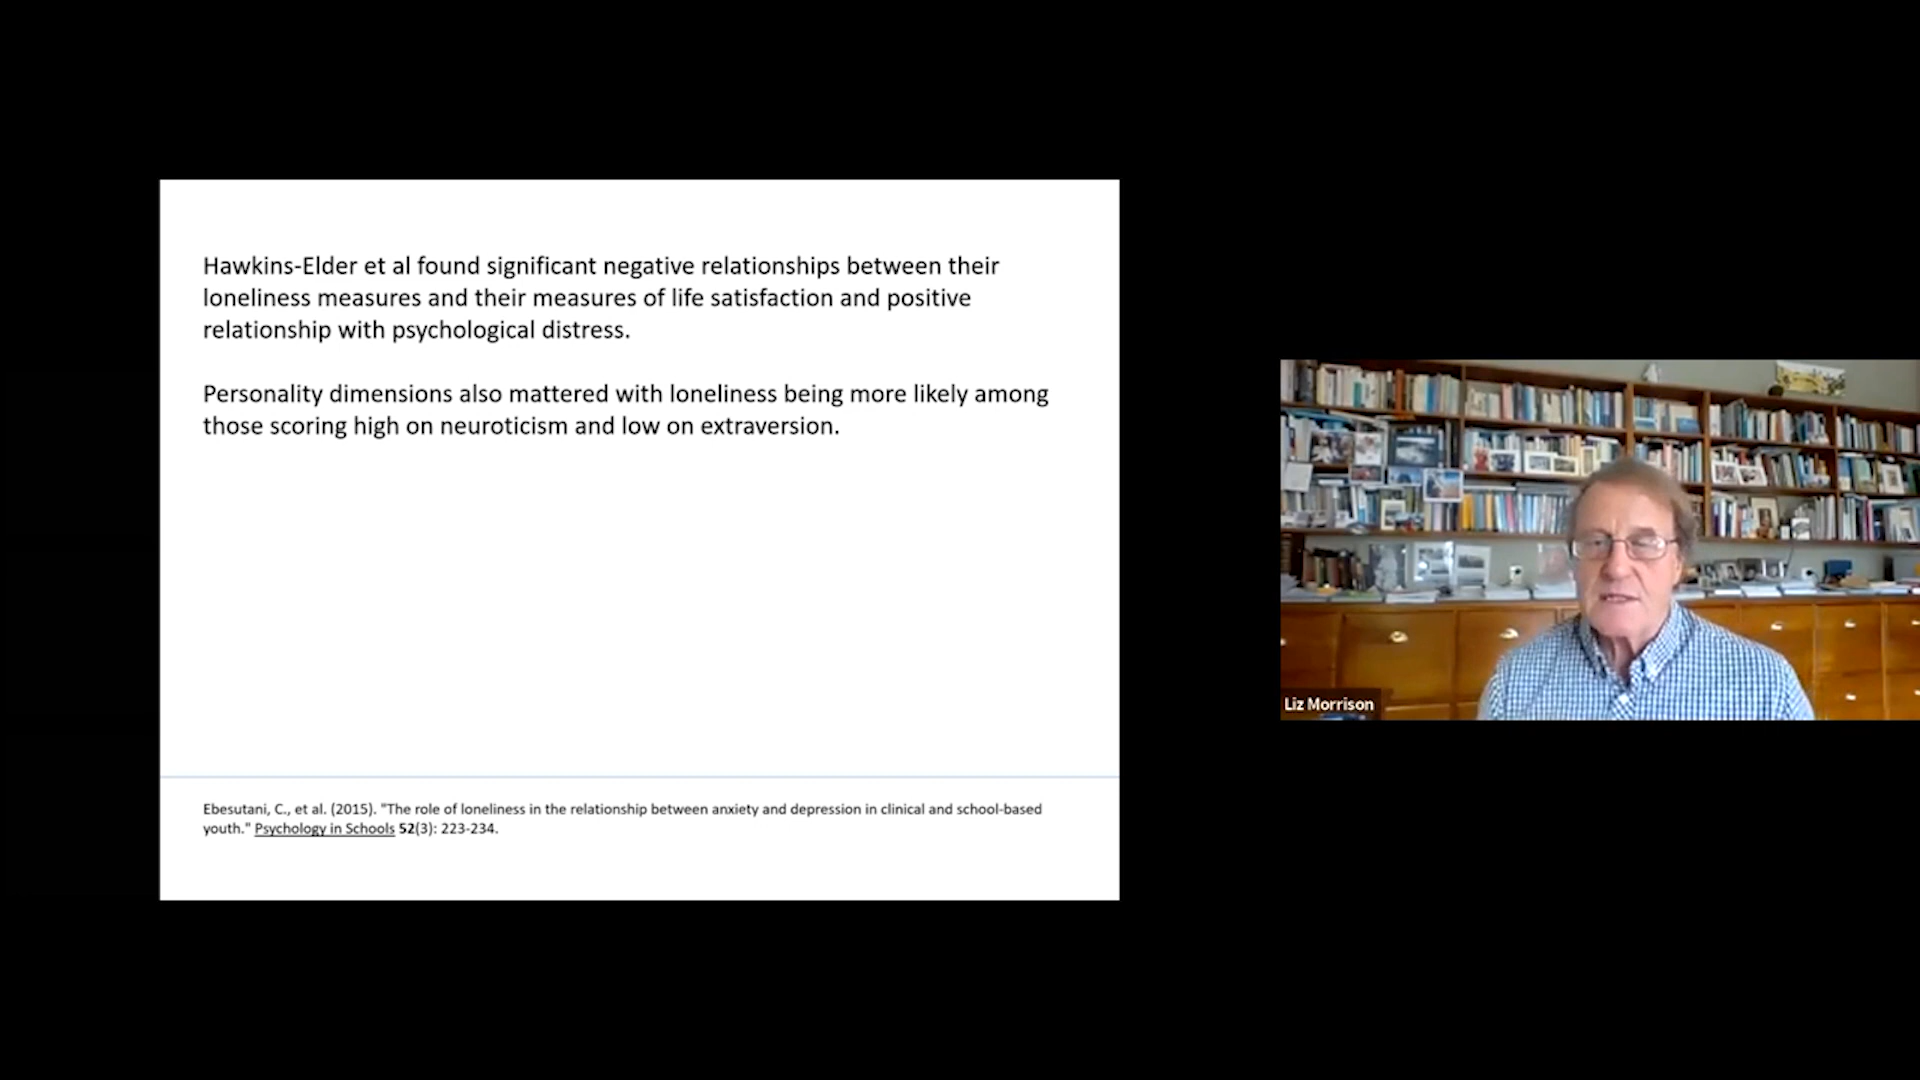 Hawkins-Elder et al found significant negative relationships between their
loneliness measures and their measures of life satisfaction and positive
relationship with psychological distress.
Personality dimensions also mattered with loneliness being more likely among
those scoring high on neuroticism and low on extraversion.
Ebesutani, C., et al. (2015). "The role of loneliness in the relationship between anxiety and depression in clinical and school-based
youth." Psychology in Schools 52(3): 223-234.
Liz Morrison